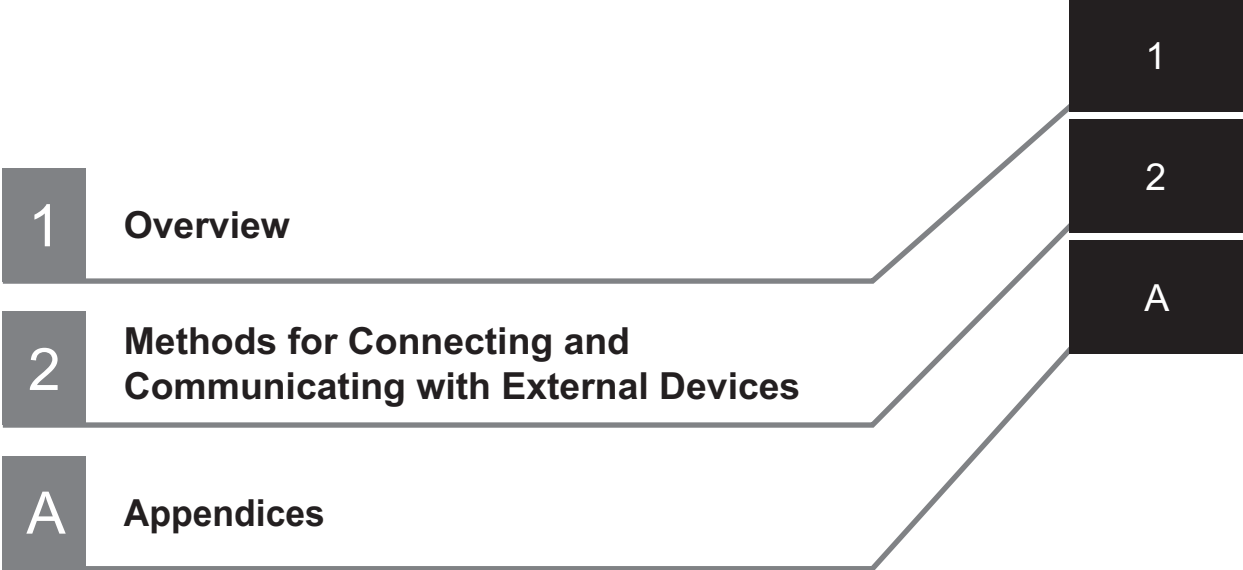 1
2
A
1 Overview
2 Methods for Connecting and
Communicating with External Devices
A Appendices